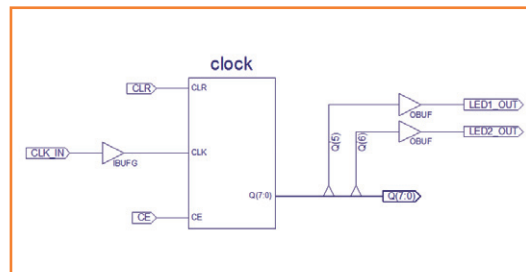 clock
CLR
CLR
CLK_IN
IBUFG
CLK
CE
CE
Q(7:0)
Q(5)
Q(6)
OBUF
LED1_OUT
OBUF
LED2_OUT
Q(7:0)